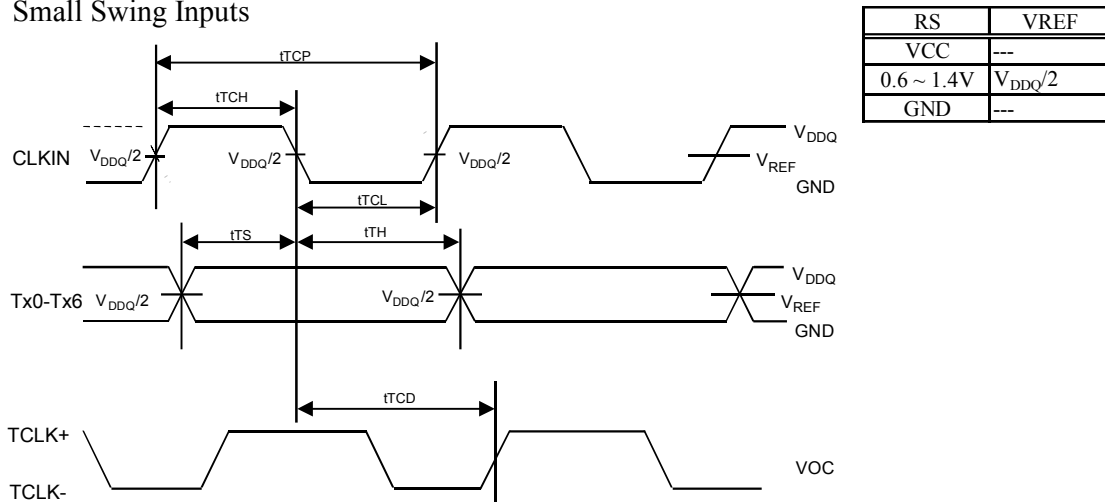 Small Swing Inputs
RS VREF
VCC ---
0.6 ~ 1.4V VDDQ/2
GND ---
tTCP
tTCH
CLKIN VDDQ/2 VDDQ/2 VDDQ/2 VDDQ
VREF
GND
tTCL
tTS tTH
Tx0-Tx6 VDDQ/2 VDDQ/2 VDDQ
VREF
GND
tTCD
TCLK+
VOC
TCLK-